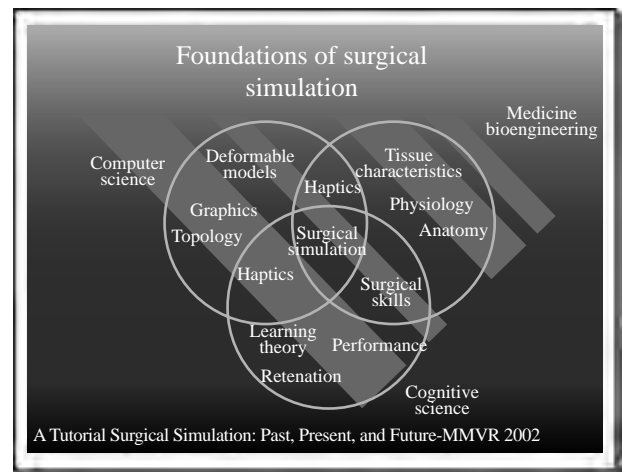 Foundations of surgical
simulation
Medicine
bioengineering
Computer
science
Deformable
models
Tissue
characteristics
Haptics
Graphics
Physiology
Topology
Surgical
simulation
Anatomy
Haptics
Surgical
skills
Learning
theory
Performance
Retenation
Cognitive
science
A Tutorial Surgical Simulation: Past, Present, and Future-MMVR 2002